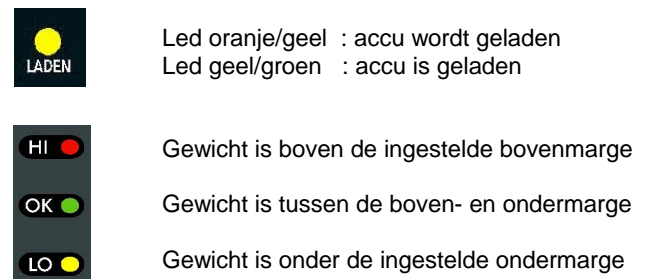 Led oranje/geel : accu wordt geladen
LADEN
Led geel/groen : accu is geladen
HI
Gewicht is boven de ingestelde bovenmarge
OK
Gewicht is tussen de boven- en ondermarge
LO
Gewicht is onder de ingestelde ondermarge